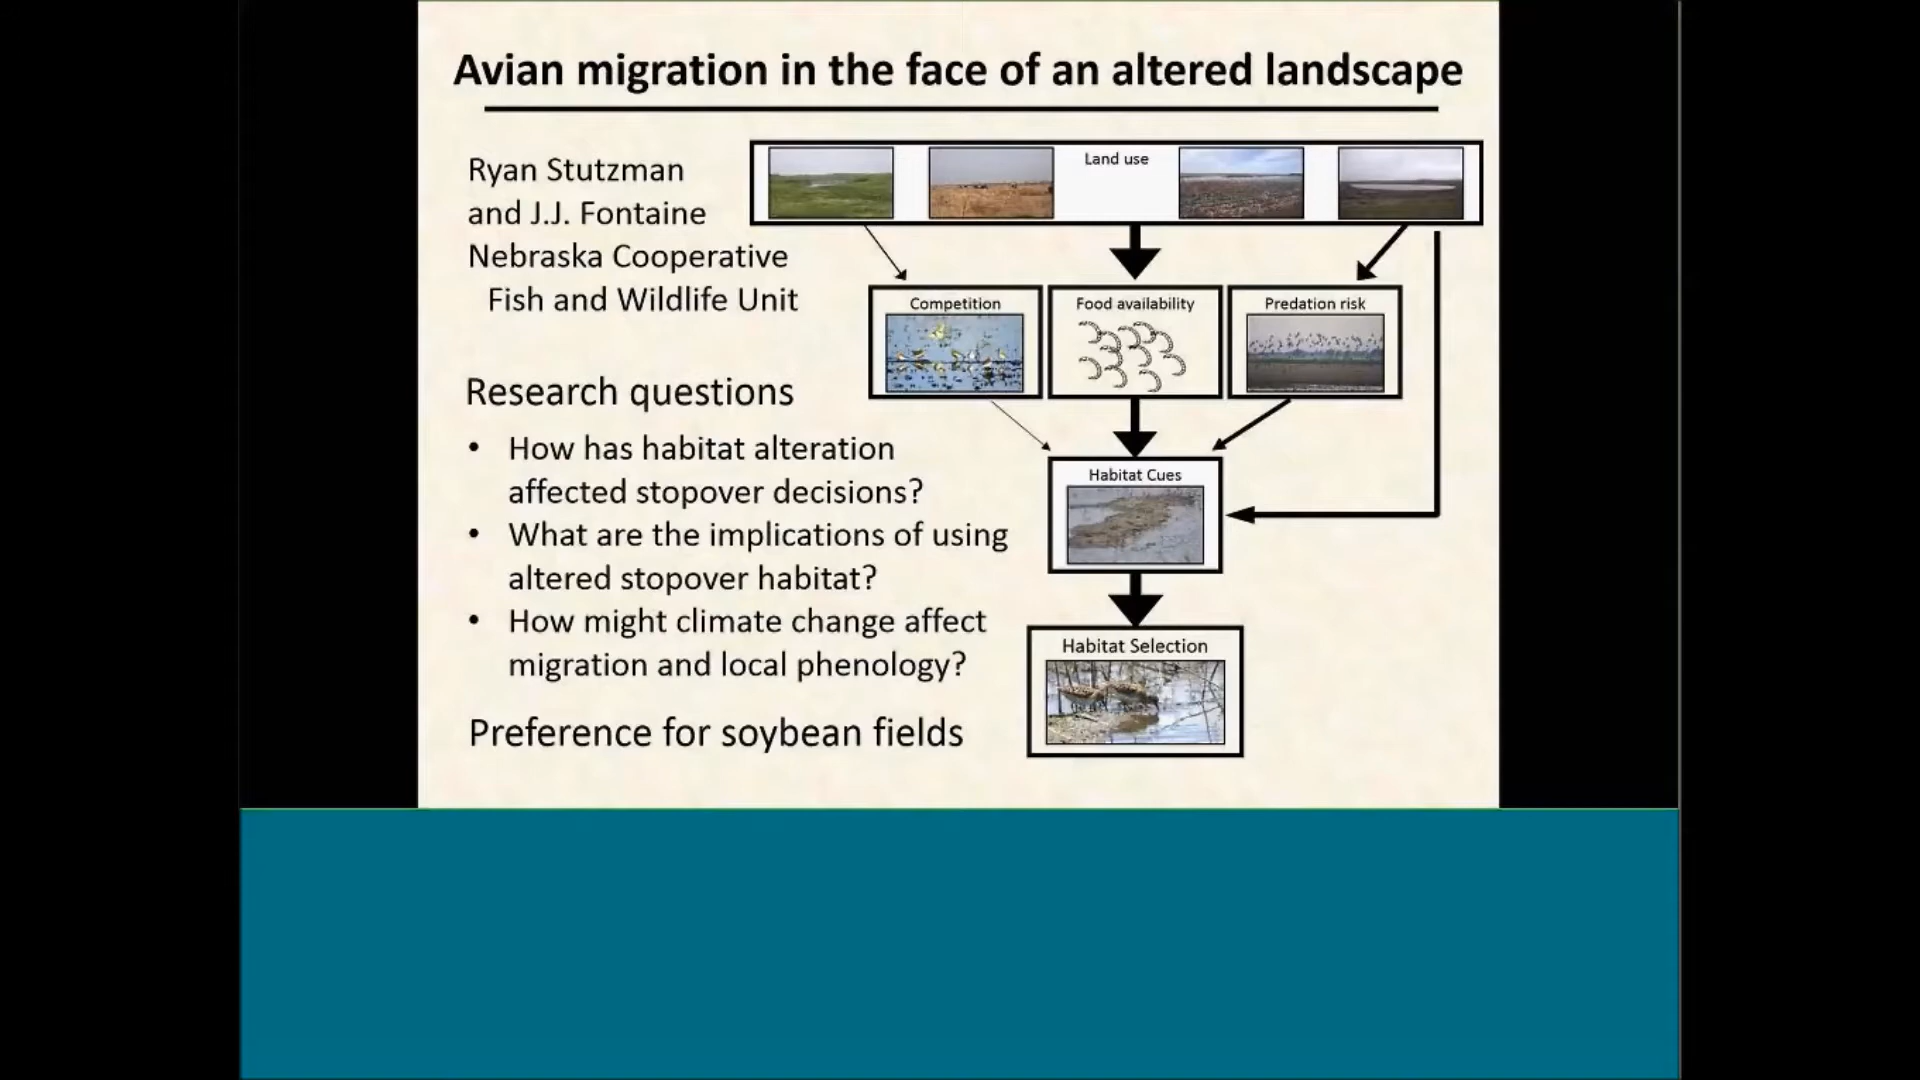 Avian migration in the face of an altered landscape
Ryan Stutzman
and J.J. Fontaine
Nebraska Cooperative
Fish and Wildlife Unit
Research questions
• How has habitat alteration
affected stopover decisions?
• What are the implications of using
altered stopover habitat?
• How might climate change affect
migration and local phenology?
Preference for soybean fields
Land use
Competition
Food availability
Predation risk
Habitat Cues
Habitat Selection